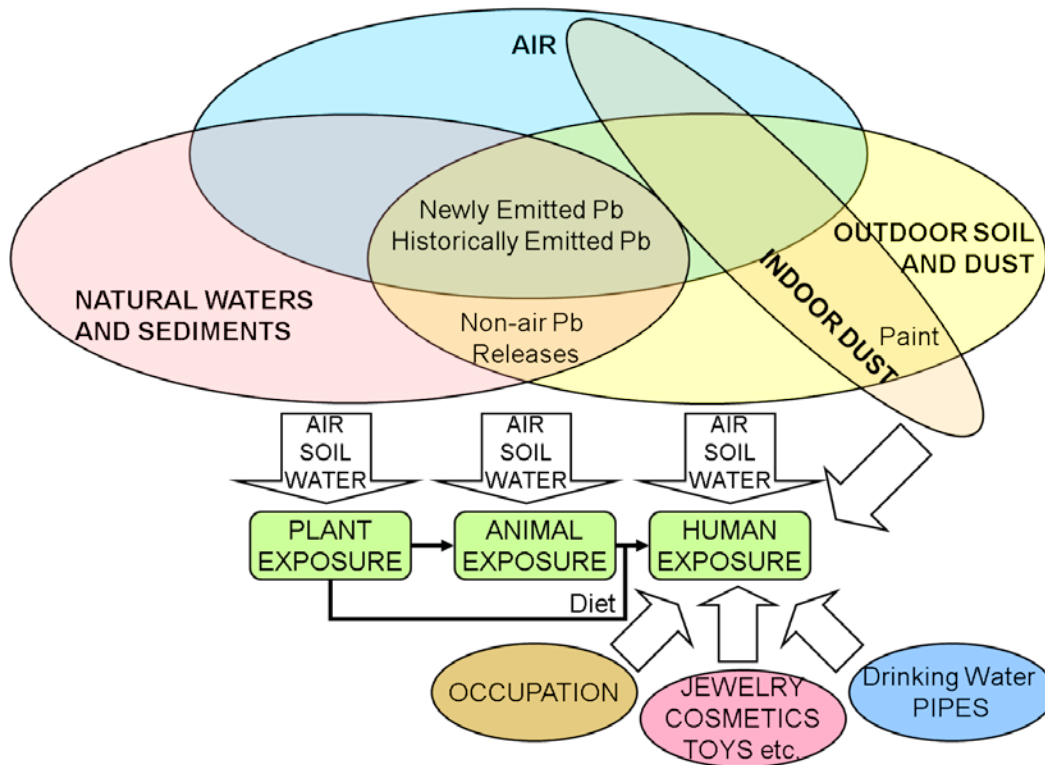 AIR
Newly Emitted Pb
Historically Emitted Pb
OUTDOOR SOIL
AND DUST
INDOOR DUST
NATURAL WATERS
AND SEDIMENTS
Non-air Pb
Releases
Paint
AIR
SOIL
WATER
AIR
SOIL
WATER
AIR
SOIL
WATER
PLANT
EXPOSURE
ANIMAL
EXPOSURE
HUMAN
EXPOSURE
Diet
OCCUPATION
JEWELRY
COSMETICS
TOYS etc.
Drinking Water
PIPES